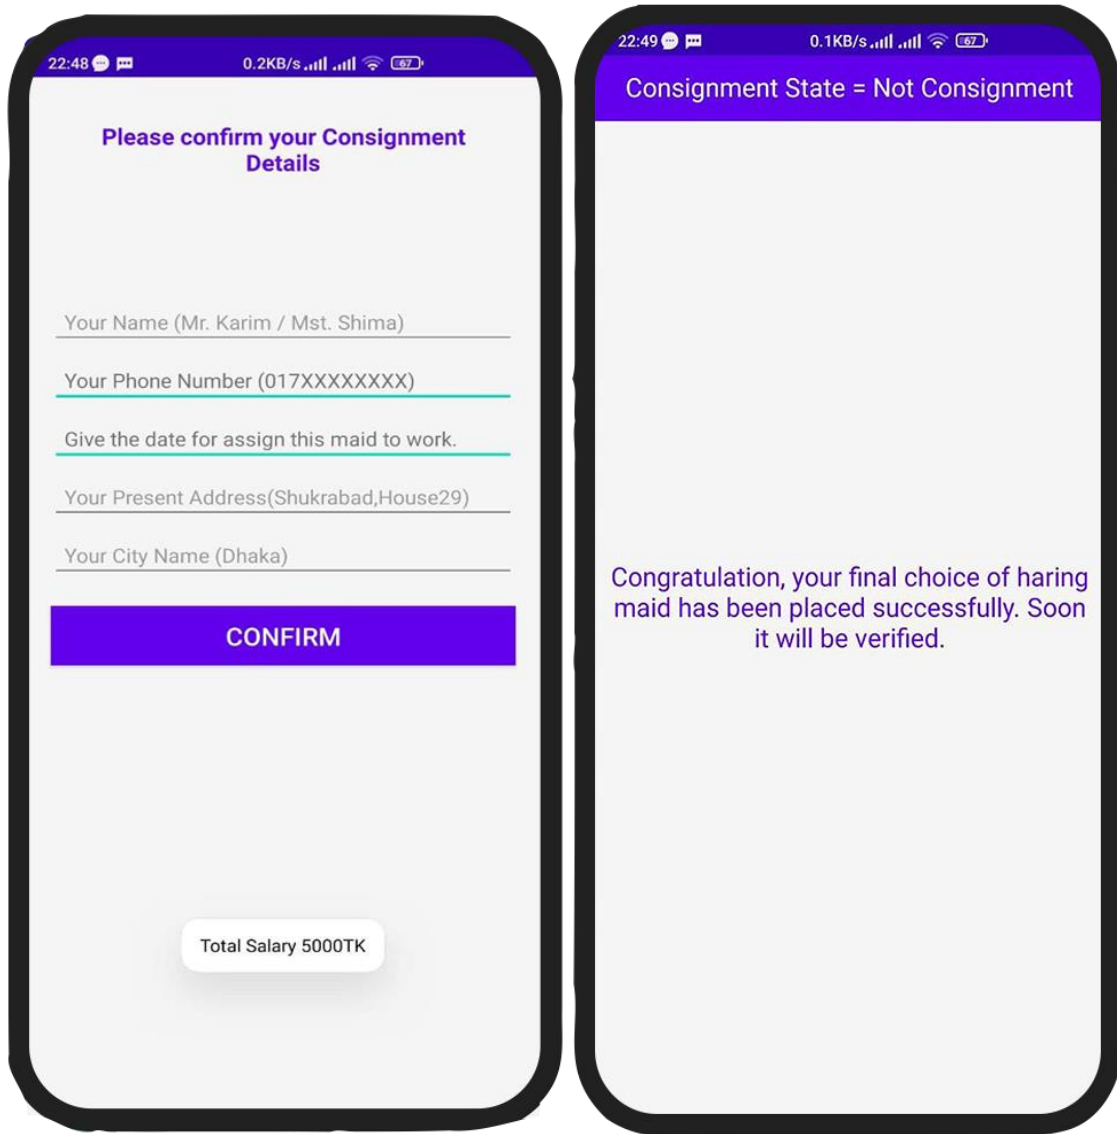 22:48 0.2KB/s 67
Please confirm your Consignment
Details
Your Name (Mr. Karim / Mst. Shima)
Your Phone Number (017XXXXXXXX)
Give the date for assign this maid to work.
Your Present Address(Shukrabad,House29)
Your City Name (Dhaka)
CONFIRM
Total Salary 5000TK
22:49 0.1KB/s 67
Consignment State = Not Consignment
Congratulation, your final choice of haring
maid has been placed successfully. Soon
it will be verified.